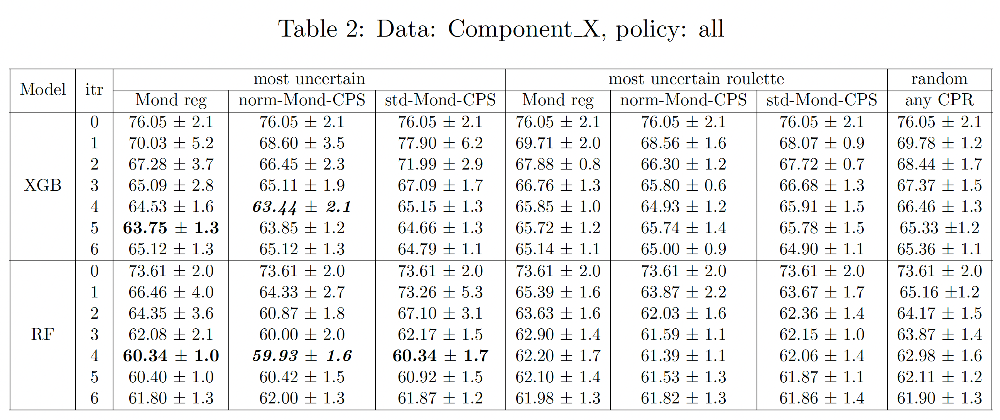 Table 2: Data: Component_X, policy: all
Model itr most uncertain most uncertain roulette random
Mond reg norm-Mond-CPS std-Mond-CPS Mond reg norm-Mond-CPS std-Mond-CPS any CPR
XGB
0 76.05 ± 2.1 76.05 ± 2.1 76.05 ± 2.1 76.05 ± 2.1 76.05 ± 2.1 76.05 ± 2.1 76.05 ± 2.1
1 70.03 ± 5.2 68.60 ± 3.5 77.90 ± 6.2 69.71 ± 2.0 68.56 ± 1.6 68.07 ± 0.9 69.78 ± 1.2
2 67.28 ± 3.7 66.45 ± 2.3 71.99 ± 2.9 67.88 ± 0.8 66.30 ± 1.2 67.72 ± 0.7 68.44 ± 1.7
3 65.09 ± 2.8 65.11 ± 1.9 67.09 ± 1.7 66.76 ± 1.3 65.80 ± 0.6 66.68 ± 1.3 67.37 ± 1.5
4 64.53 ± 1.6 63.44 ± 2.1 65.15 ± 1.3 65.85 ± 1.0 64.93 ± 1.2 65.91 ± 1.5 66.46 ± 1.3
5 63.75 ± 1.3 63.85 ± 1.2 64.66 ± 1.3 65.72 ± 1.2 65.74 ± 1.4 65.78 ± 1.5 65.33 ±1.2
6 65.12 ± 1.3 65.12 ± 1.3 64.79 ± 1.1 65.14 ± 1.1 65.00 ± 0.9 64.90 ± 1.1 65.36 ± 1.1
RF
0 73.61 ± 2.0 73.61 ± 2.0 73.61 ± 2.0 73.61 ± 2.0 73.61 ± 2.0 73.61 ± 2.0 73.61 ± 2.0
1 66.46 ± 4.0 64.33 ± 2.7 73.26 ± 5.3 65.39 ± 1.6 63.87 ± 2.2 63.67 ± 1.7 65.16 ±1.2
2 64.35 ± 3.6 60.87 ± 1.8 67.10 ± 3.1 63.63 ± 1.6 62.03 ± 1.6 62.36 ± 1.4 64.17 ± 1.5
3 62.08 ± 2.1 60.00 ± 2.0 62.17 ± 1.5 62.90 ± 1.4 61.59 ± 1.1 62.15 ± 1.0 63.87 ± 1.4
4 60.34 ± 1.0 59.93 ± 1.6 60.34 ± 1.7 62.20 ± 1.7 61.39 ± 1.1 62.06 ± 1.4 62.98 ± 1.6
5 60.40 ± 1.0 60.42 ± 1.5 60.92 ± 1.5 62.10 ± 1.4 61.53 ± 1.3 61.87 ± 1.1 62.11 ± 1.2
6 61.80 ± 1.3 62.00 ± 1.3 61.87 ± 1.2 61.98 ± 1.3 61.82 ± 1.3 61.86 ± 1.4 61.90 ± 1.3